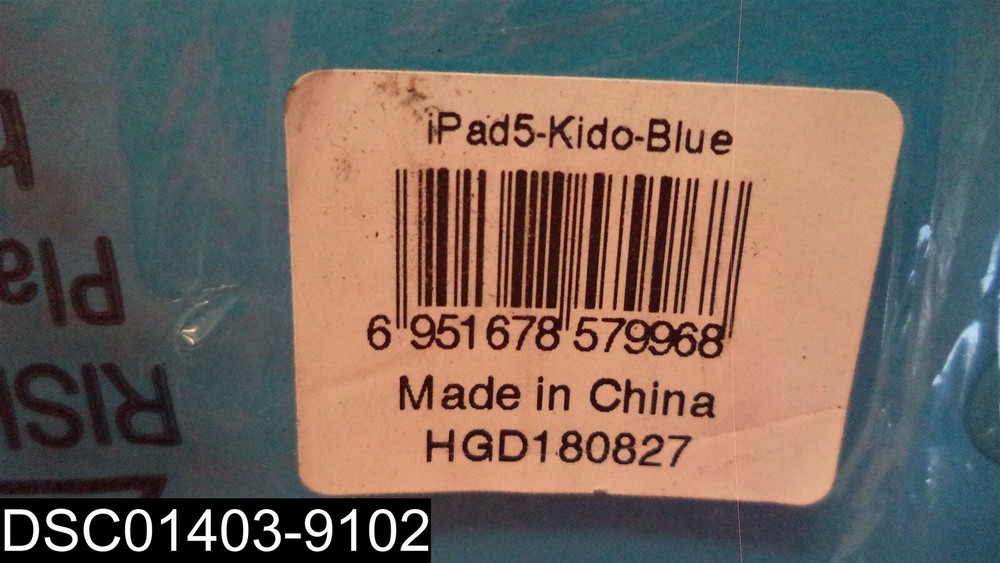 iPad5-Kido-Blue
6 951678 579968
Made in China
HGD180827
DSC01403-9102